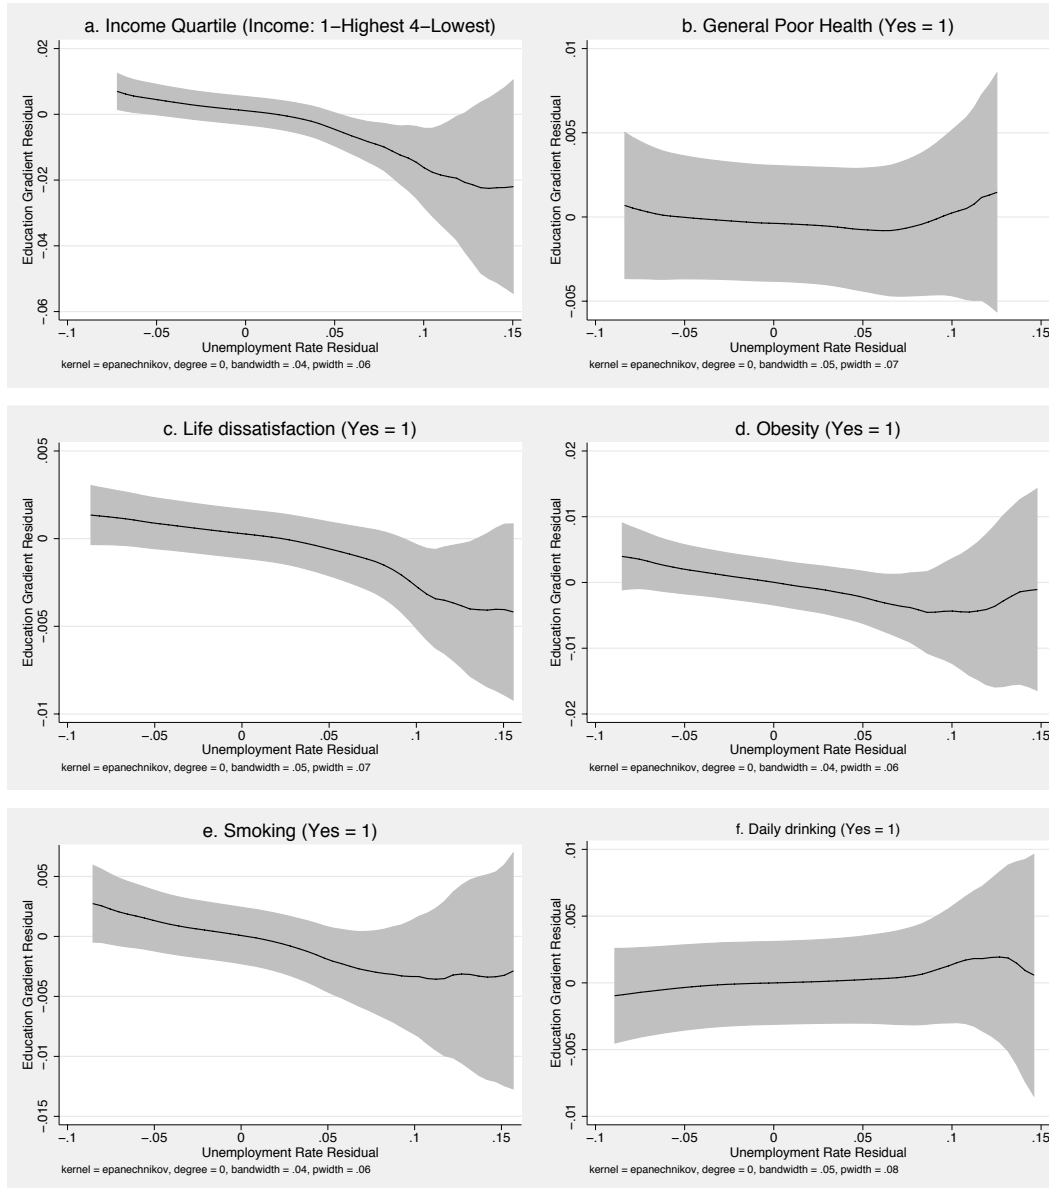 a. Income Quartile (Income: 1−Highest 4−Lowest)
Education Gradient Residual
.02
0
−.02
−.04
−.06
−.1 −.05 0 .05 .1 .15
Unemployment Rate Residual
kernel = epanechnikov, degree = 0, bandwidth = .04, pwidth = .06
b. General Poor Health (Yes = 1)
Education Gradient Residual
.01
.005
0
−.005
−.1 −.05 0 .05 .1 .15
Unemployment Rate Residual
kernel = epanechnikov, degree = 0, bandwidth = .05, pwidth = .07
c. Life dissatisfaction (Yes = 1)
Education Gradient Residual
.005
0
−.005
−.01
−.1 −.05 0 .05 .1 .15
Unemployment Rate Residual
kernel = epanechnikov, degree = 0, bandwidth = .05, pwidth = .07
d. Obesity (Yes = 1)
Education Gradient Residual
.02
.01
0
−.01
−.02
−.1 −.05 0 .05 .1 .15
Unemployment Rate Residual
kernel = epanechnikov, degree = 0, bandwidth = .04, pwidth = .06
e. Smoking (Yes = 1)
Education Gradient Residual
.005
0
−.005
−.01
−.015
−.1 −.05 0 .05 .1 .15
Unemployment Rate Residual
kernel = epanechnikov, degree = 0, bandwidth = .04, pwidth = .06
f. Daily drinking (Yes = 1)
Education Gradient Residual
.01
.005
0
−.005
−.01
−.1 −.05 0 .05 .1 .15
Unemployment Rate Residual
kernel = epanechnikov, degree = 0, bandwidth = .05, pwidth = .08